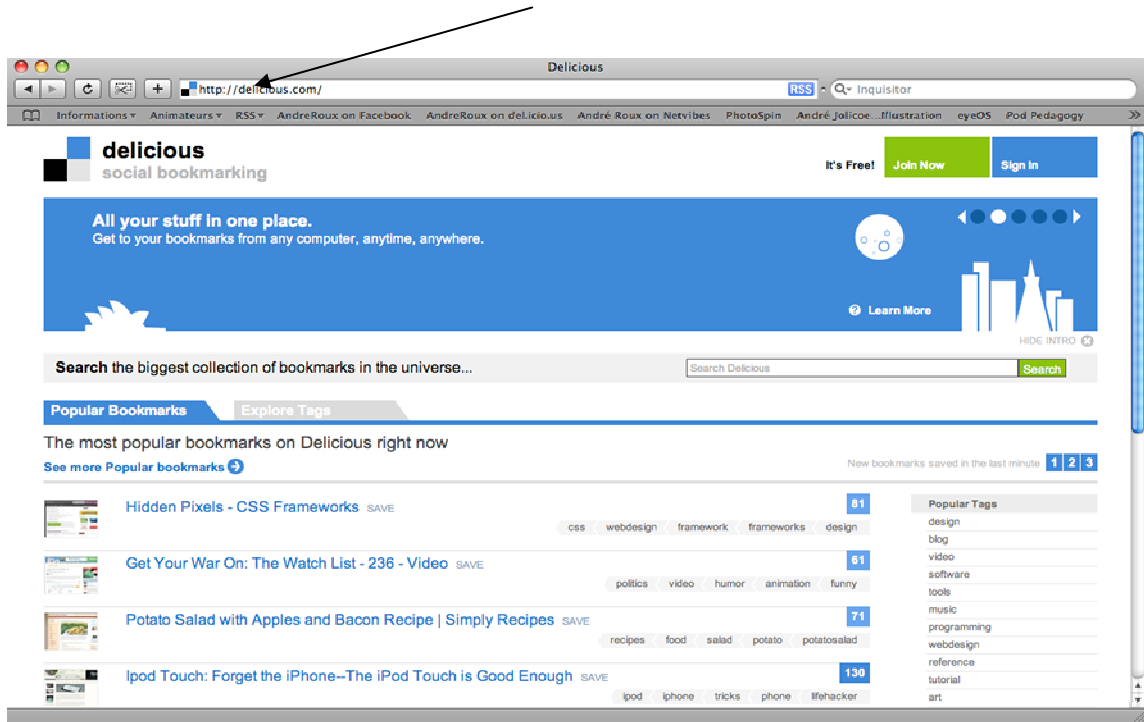 Delicious
http://delicious.com/
RSS
Inquisitor
Informations
Animateurs
RSS
AndreRoux on Facebook
AndreRoux on del.icio.us
André Roux on Netvibes
PhotoSpin
André Jolicoe...Illustration
eyeOS
Pod Pedagogy
delicious
social bookmarking
It's Free!
Join Now
Sign In
All your stuff in one place.
Get to your bookmarks from any computer, anytime, anywhere.
Learn More
HIDE INTRO
Search the biggest collection of bookmarks in the universe...
Search Delicious
Search
Popular Bookmarks
Explore Tags
The most popular bookmarks on Delicious right now
See more Popular bookmarks
New bookmarks saved in the last minute 1 2 3
Hidden Pixels - CSS Frameworks SAVE
81
css webdesign framework frameworks design
Get Your War On: The Watch List - 236 - Video SAVE
61
politics video humor animation funny
Potato Salad with Apples and Bacon Recipe | Simply Recipes SAVE
71
recipes food salad potato potatosalad
Ipod Touch: Forget the iPhone--The iPod Touch is Good Enough SAVE
130
ipod iphone tricks phone lifehacker
Popular Tags
design
blog
video
software
tools
music
programming
webdesign
reference
tutorial
art